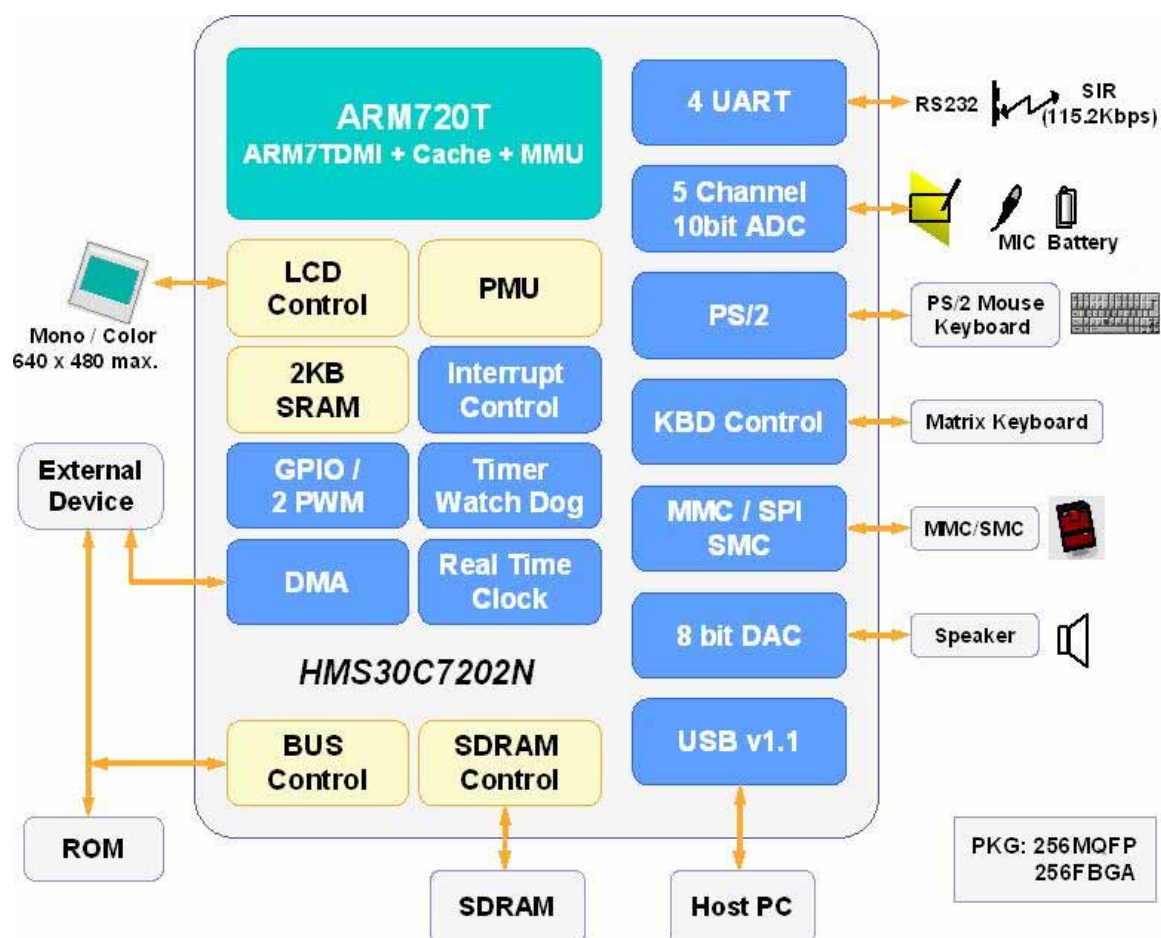 ARM720T
ARM7TDMI + Cache + MMU
4 UART
RS232
SIR
(115.2Kbps)
5 Channel
10bit ADC
MIC Battery
LCD
Control
PMU
Mono / Color
640 x 480 max.
PS/2
PS/2 Mouse
Keyboard
2KB
SRAM
Interrupt
Control
KBD Control
Matrix Keyboard
External
Device
GPIO /
2 PWM
Timer
Watch Dog
MMC / SPI
SMC
MMC/SMC
DMA
Real Time
Clock
8 bit DAC
Speaker
HMS30C7202N
BUS
Control
SDRAM
Control
USB v1.1
ROM
SDRAM
Host PC
PKG: 256MQFP
256FBGA